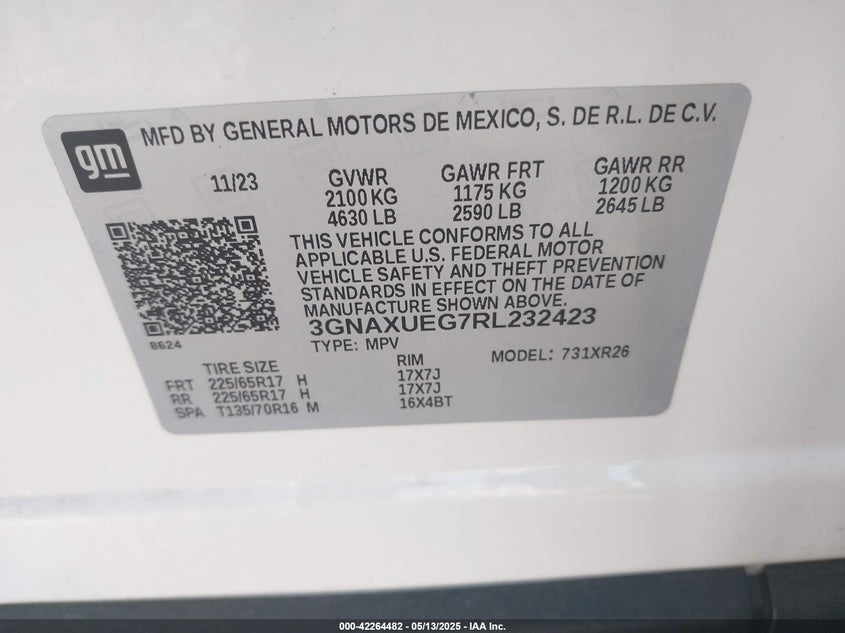 gm
MFD BY GENERAL MOTORS DE MEXICO, S. DE R.L. DE C.V.
11/23
GVWR
2100 KG
4630 LB
GAWR FRT
1175 KG
2590 LB
GAWR RR
1200 KG
2645 LB
THIS VEHICLE CONFORMS TO ALL
APPLICABLE U.S. FEDERAL MOTOR
VEHICLE SAFETY AND THEFT PREVENTION
STANDARDS IN EFFECT ON THE DATE OF
MANUFACTURE SHOWN ABOVE.
3GNAXUEG7RL232423
8624
TYPE: MPV
MODEL: 731XR26
TIRE SIZE
RIM
FRT 225/65R17 H 17X7J
RR 225/65R17 H 17X7J
SPA T135/70R16 M 16X4BT
000-42264482 - 05/13/2025 - IAA Inc.